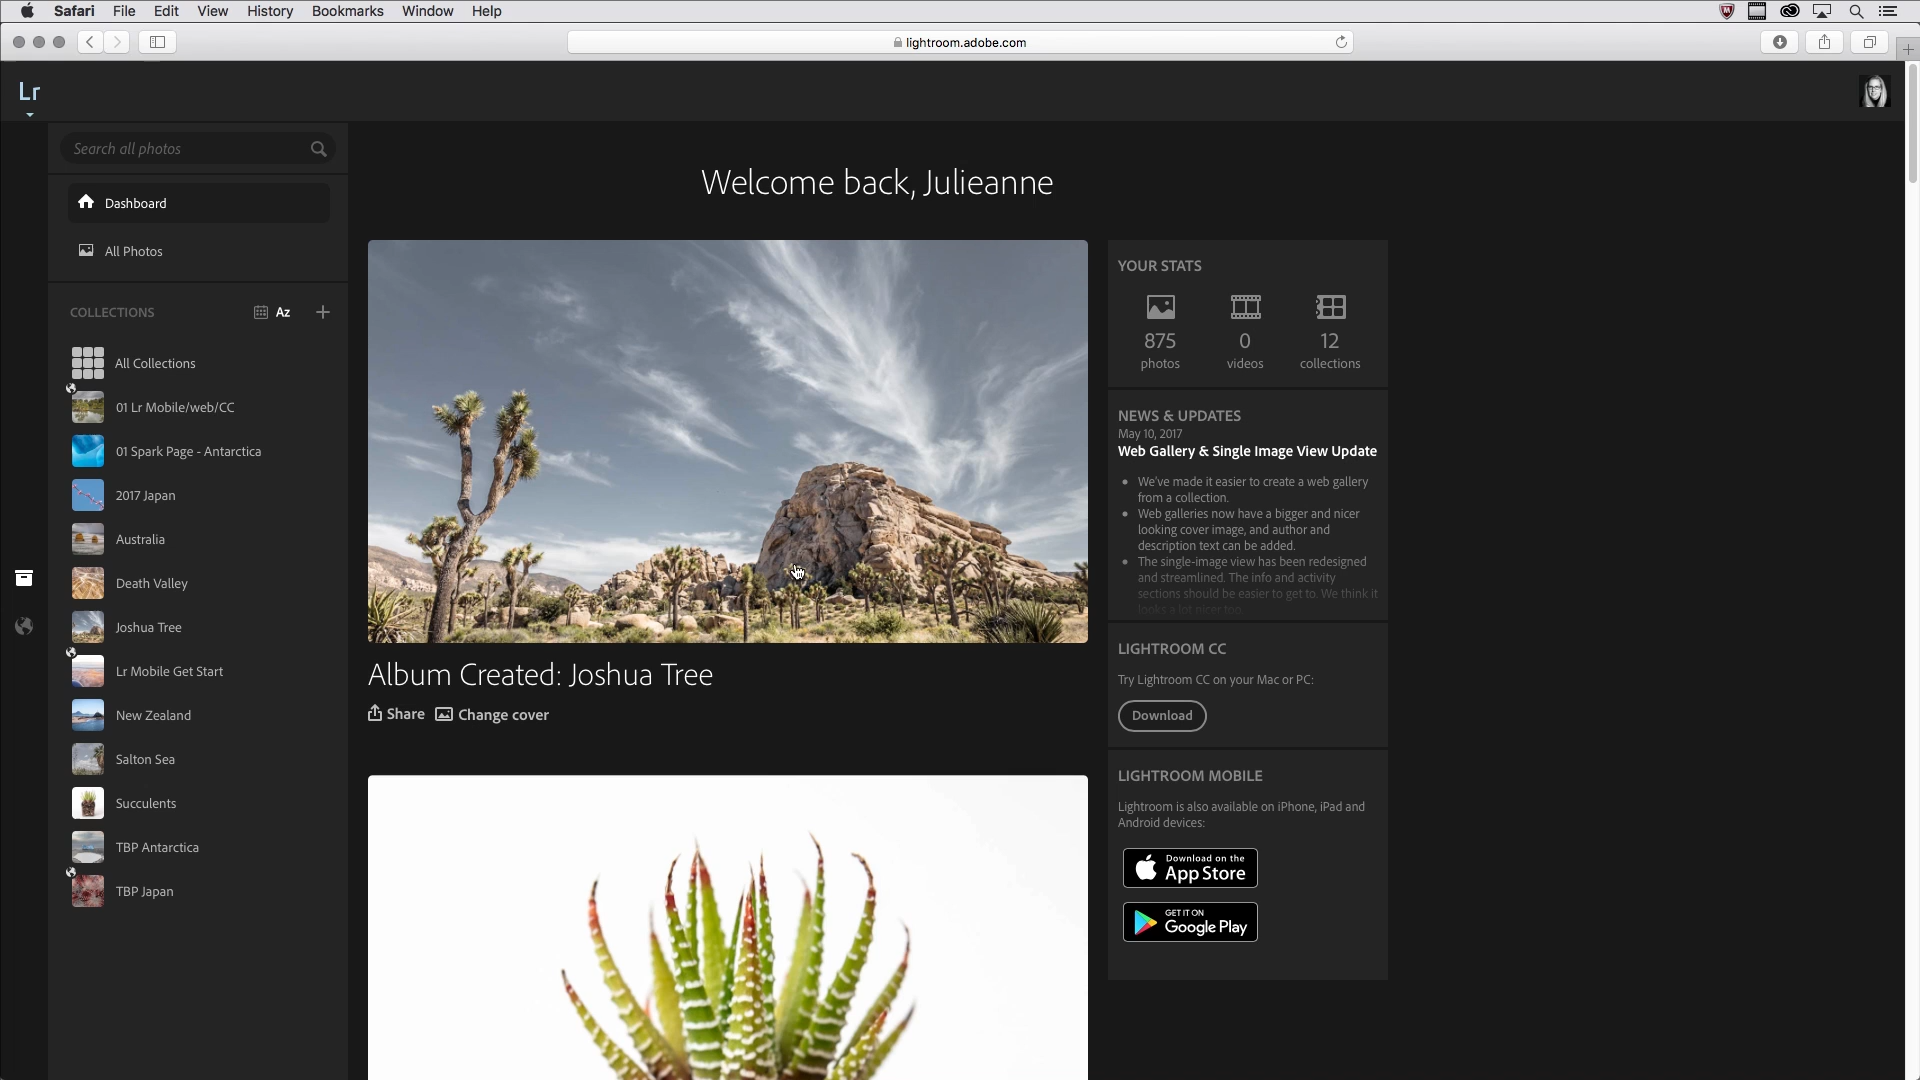 Safari File Edit View History Bookmarks Window Help
lightroom.adobe.com
Lr
Search all photos
Dashboard
All Photos
COLLECTIONS Az
All Collections
01 Lr Mobile/web/CC
01 Spark Page - Antarctica
2017 Japan
Australia
Death Valley
Joshua Tree
Lr Mobile Get Start
New Zealand
Salton Sea
Succulents
TBP Antarctica
TBP Japan
Welcome back, Julieanne
Album Created: Joshua Tree
Share Change cover
YOUR STATS
875 0 12
photos videos collections
NEWS & UPDATES
May 10, 2017
Web Gallery & Single Image View Update
We've made it easier to create a web gallery
from a collection.
Web galleries now have a bigger and nicer
looking cover image, and author and
description text can be added.
The single-image view has been redesigned
and streamlined. The info and activity
sections should be easier to get to. We think it
looks a lot nicer too.
LIGHTROOM CC
Try Lightroom CC on your Mac or PC:
Download
LIGHTROOM MOBILE
Lightroom is also available on iPhone, iPad and
Android devices:
Download on the
App Store
GET IT ON
Google Play